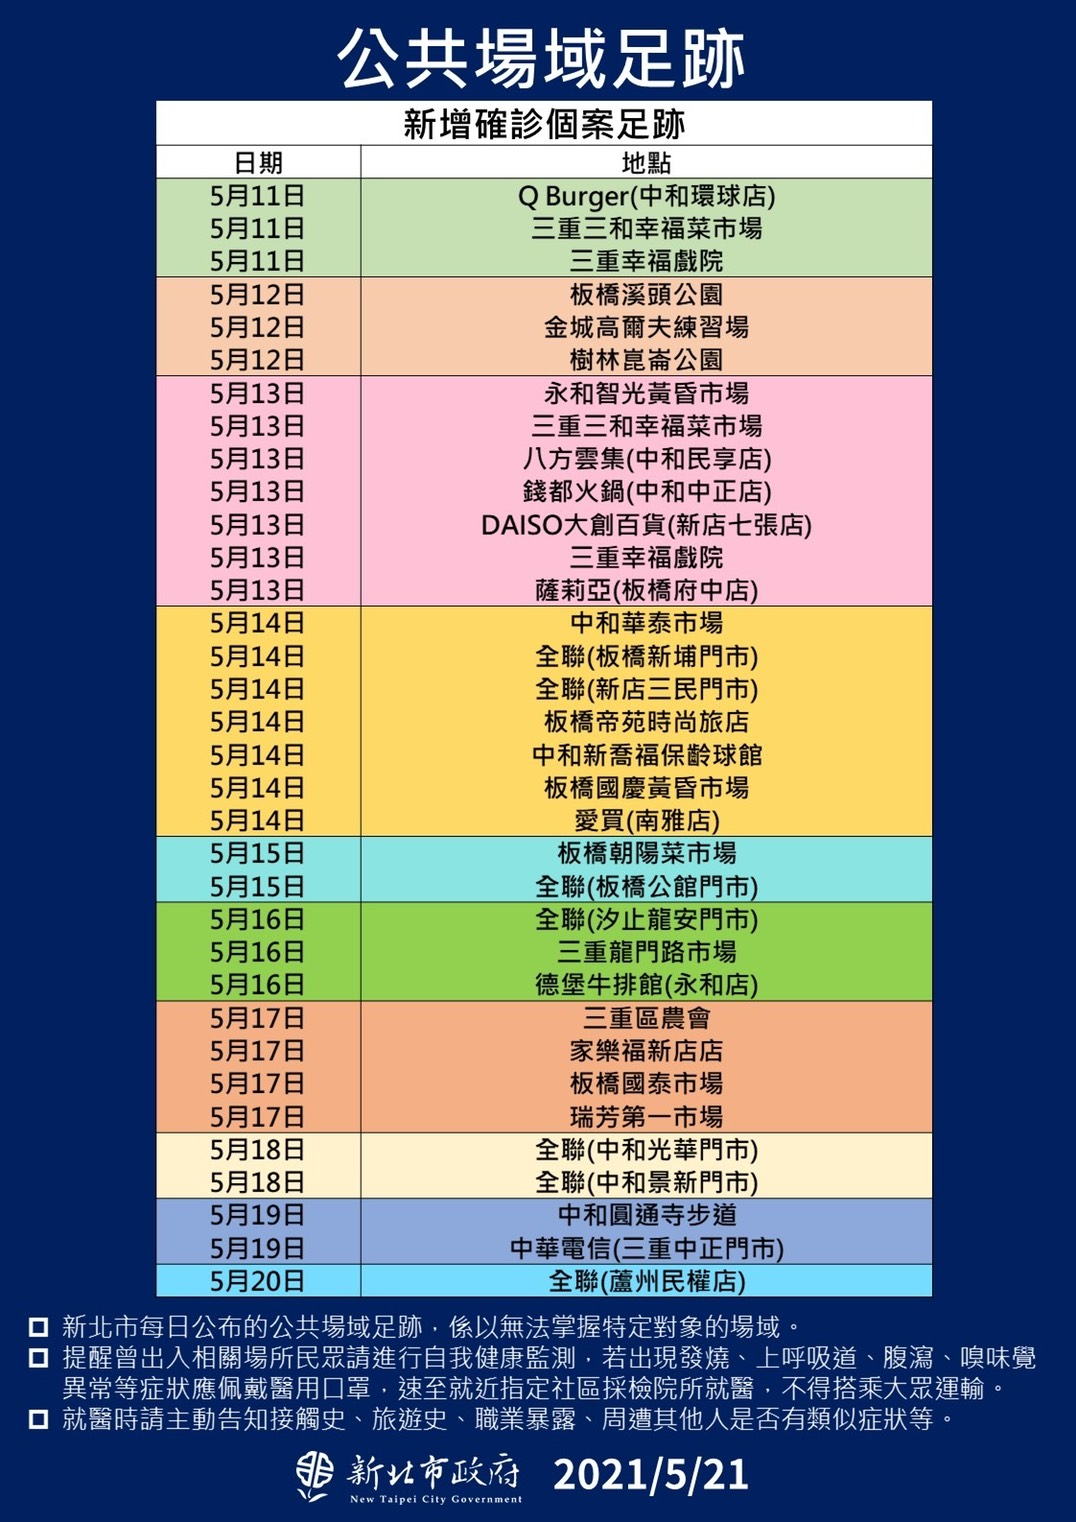 公共場域足跡
新增確診個案足跡
日期 地點
5月11日 Q Burger(中和環球店)
5月11日 三重三和幸福菜市場
5月11日 三重幸福戲院
5月12日 板橋溪頭公園
5月12日 金城高爾夫練習場
5月12日 樹林崑崙公園
5月13日 永和智光黃昏市場
5月13日 三重三和幸福菜市場
5月13日 八方雲集(中和民享店)
5月13日 錢都火鍋(中和中正店)
5月13日 DAISO大創百貨(新店七張店)
5月13日 三重幸福戲院
5月13日 薩莉亞(板橋府中店)
5月14日 中和華泰市場
5月14日 全聯(板橋新埔門市)
5月14日 全聯(新店三民門市)
5月14日 板橋帝苑時尚旅店
5月14日 中和新喬福保齡球館
5月14日 板橋國慶黃昏市場
5月14日 愛買(南雅店)
5月15日 板橋朝陽菜市場
5月15日 全聯(板橋公館門市)
5月16日 全聯(汐止龍安門市)
5月16日 三重龍門路市場
5月16日 德堡牛排館(永和店)
5月17日 三重區農會
5月17日 家樂福新店店
5月17日 板橋國泰市場
5月17日 瑞芳第一市場
5月18日 全聯(中和光華門市)
5月18日 全聯(中和景新門市)
5月19日 中和圓通寺步道
5月19日 中華電信(三重中正門市)
5月20日 全聯(蘆州民權店)
新北市每日公布的公共場域足跡，係以無法掌握特定對象的場域。
提醒曾出入相關場所民眾請進行自我健康監測，若出現發燒、上呼吸道、腹瀉、嗅味覺
異常等症狀應佩戴醫用口罩，速至就近指定社區採檢院所就醫，不得搭乘大眾運輸。
就醫時請主動告知接觸史、旅遊史、職業暴露、周遭其他人是否有類似症狀等。
新北市政府 2021/5/21
New Taipei City Government